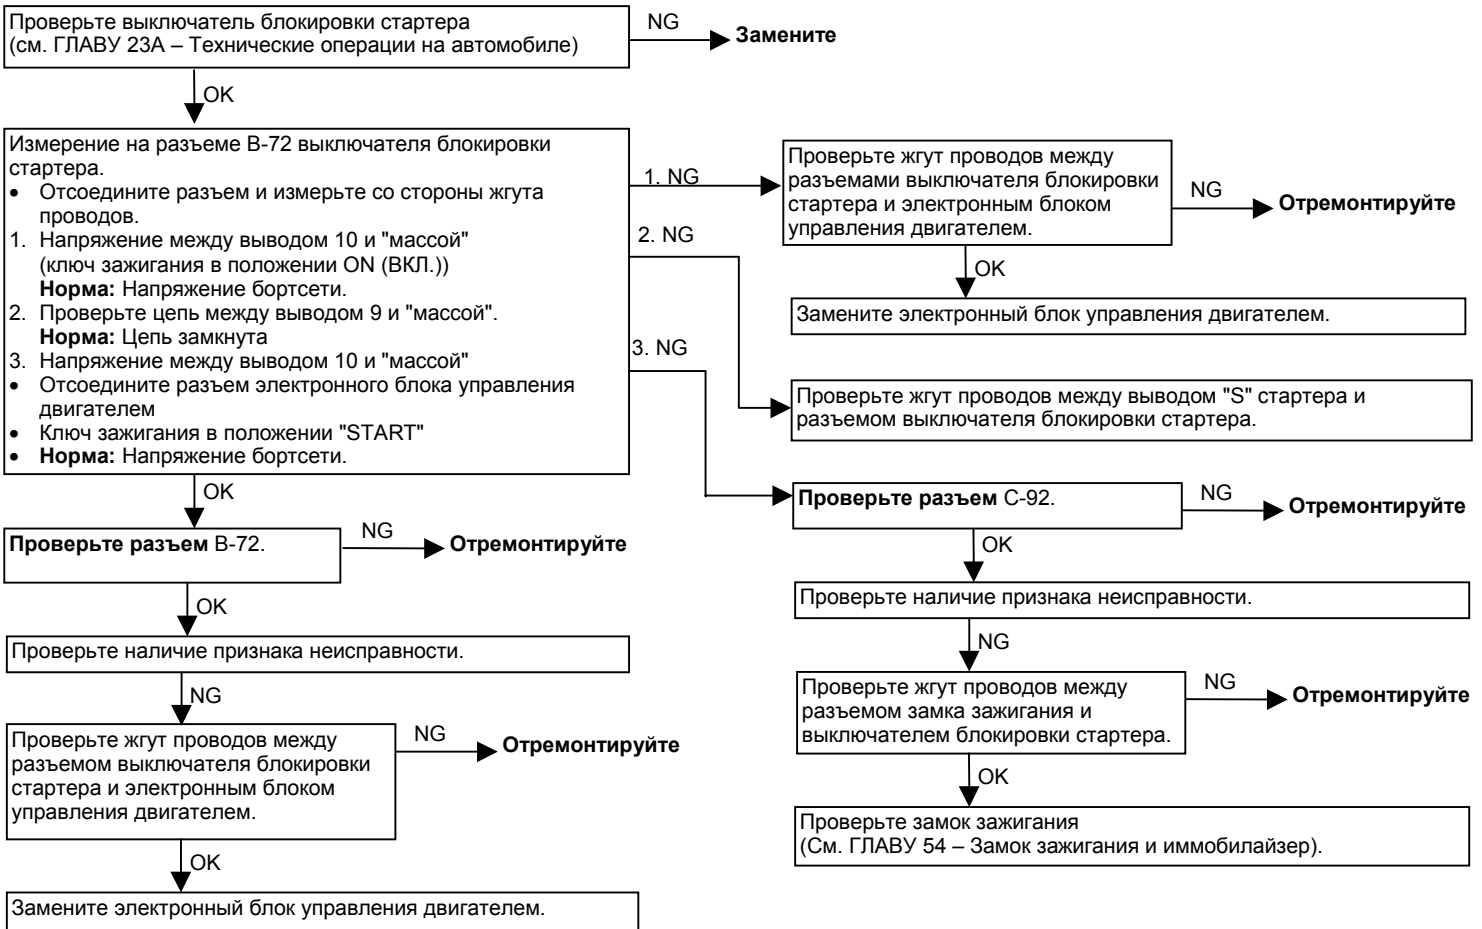 Проверьте выключатель блокировки стартера
(см. ГЛАВУ 23А – Технические операции на автомобиле)
NG
Замените
OK
Измерение на разъеме B-72 выключателя блокировки
стартера.
• Отсоедините разъем и измерьте со стороны жгута
проводов.
1. Напряжение между выводом 10 и "массой"
(ключ зажигания в положении ON (ВКЛ.))
Норма: Напряжение бортсети.
2. Проверьте цепь между выводом 9 и "массой".
Норма: Цепь замкнута
3. Напряжение между выводом 10 и "массой"
• Отсоедините разъем электронного блока управления
двигателем
• Ключ зажигания в положении "START"
• Норма: Напряжение бортсети.
1. NG
Проверьте жгут проводов между
разъемами выключателя блокировки
стартера и электронным блоком
управления двигателем.
NG
Отремонтируйте
OK
Замените электронный блок управления двигателем.
2. NG
Проверьте жгут проводов между выводом "S" стартера и
разъемом выключателя блокировки стартера.
3. NG
Проверьте разъем C-92.
NG
Отремонтируйте
OK
Проверьте наличие признака неисправности.
NG
Проверьте жгут проводов между
разъемом замка зажигания и
выключателем блокировки стартера.
NG
Отремонтируйте
OK
Проверьте замок зажигания
(См. ГЛАВУ 54 – Замок зажигания и иммобилайзер).
OK
Проверьте разъем B-72.
NG
Отремонтируйте
OK
Проверьте наличие признака неисправности.
NG
Проверьте жгут проводов между
разъемом выключателя блокировки
стартера и электронным блоком
управления двигателем.
NG
Отремонтируйте
OK
Замените электронный блок управления двигателем.